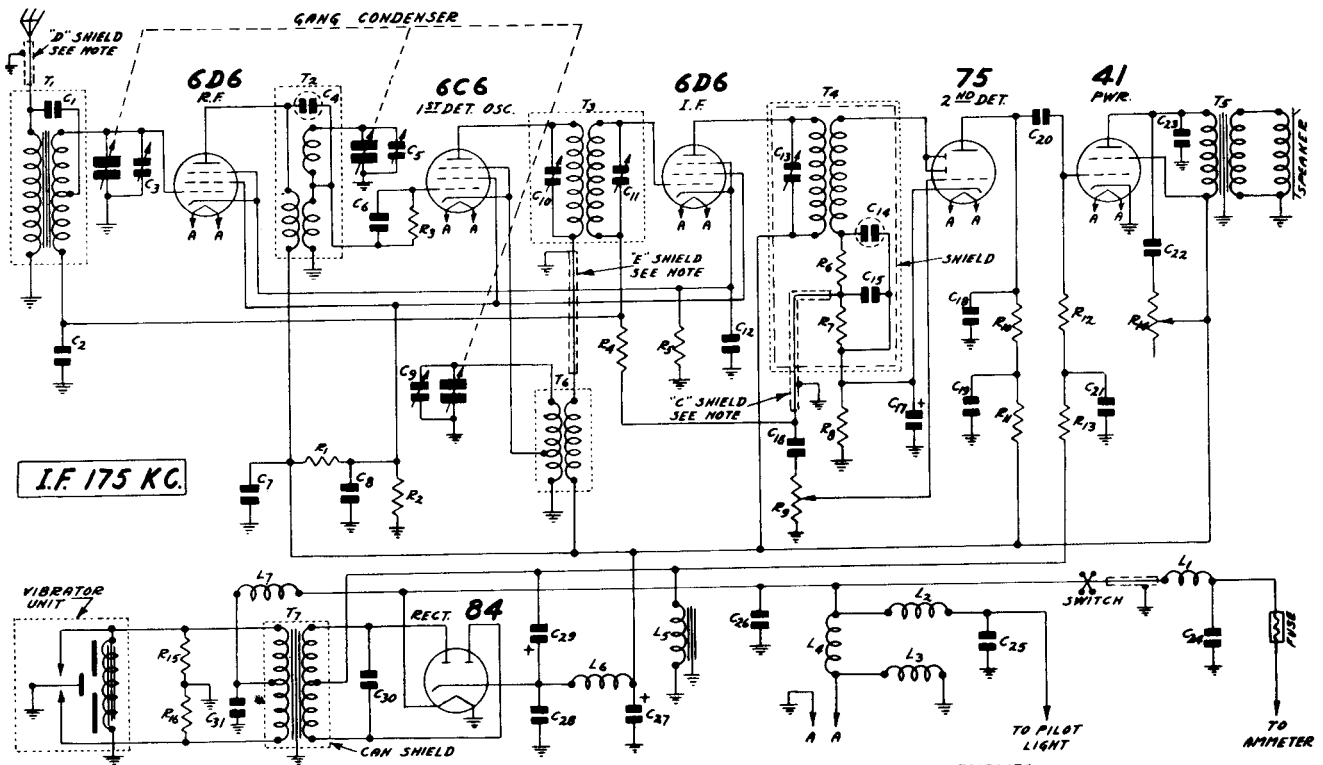 GANG CONDENSER
"D" SHIELD
SEE NOTE
T1
C1
C3
6D6
R.F.
A A
T2
C4
C5
C6
R3
6C6
1ST DET. OSC.
A A
T3
C10
C11
6D6
I.F
A A
T4
C13
C14
R6
C15
R7
SHIELD
75
2ND DET.
A A
C20
41
PWR.
A A
C23
T5
SPEAKER
C22
"E" SHIELD
SEE NOTE
C2
C9
T6
R4
R5
C12
"C" SHIELD
SEE NOTE
C16
R8
C17
R9
C18
R10
C19
R11
R12
C21
R13
R14
I.F. 175 KC.
C7
R1
C8
R2
VIBRATOR
UNIT
L7
T7
R15
R16
C31
C30
CAN SHIELD
RECT. 84
C29
C28
L6
C27
L5
C26
L4
L2
L3
C25
A A
TO PILOT
LIGHT
SWITCH
L1
C24
FUSE
TO
AMMETER